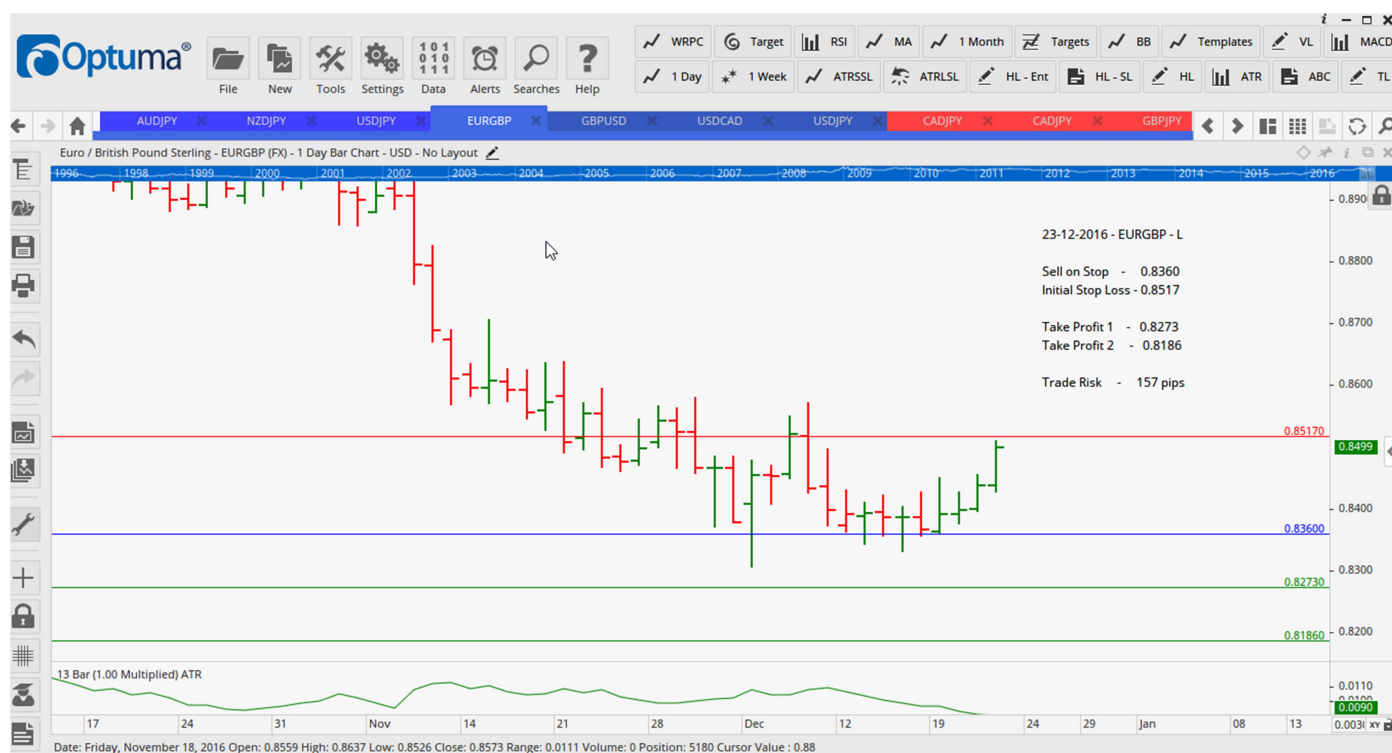 Optuma®
File
New
Tools
Settings
101
010
111
Data
Alerts
Searches
?
Help
WRPC
Target
RSI
MA
1 Month
Targets
BB
Templates
VL
MACD
1 Day
1 Week
ATRSSL
ATRLSL
HL - Ent
HL - SL
HL
ATR
ABC
TL
AUDJPY
NZDJPY
USDJPY
EURGBP
GBPUSD
USDCAD
USDJPY
CADJPY
CADJPY
GBPJPY
Euro / British Pound Sterling - EURGBP (FX) - 1 Day Bar Chart - USD - No Layout
1996 1998 1999 2000 2001 2002 2003 2004 2005 2006 2007 2008 2009 2010 2011 2012 2013 2014 2015 2016
0.890
23-12-2016 - EURGBP - L
0.8800
Sell on Stop - 0.8360
Initial Stop Loss - 0.8517
0.8700
Take Profit 1 - 0.8273
Take Profit 2 - 0.8186
Trade Risk - 157 pips
0.8600
0.85170
0.8499
0.8400
0.83600
0.8300
0.82730
0.8200
0.81860
13 Bar (1.00 Multiplied) ATR
0.0110
0.0100
0.0090
17 24 31 Nov 14 21 28 Dec 12 19 24 29 Jan 08 13
XY
Date: Friday, November 18, 2016 Open: 0.8559 High: 0.8637 Low: 0.8526 Close: 0.8573 Range: 0.0111 Volume: 0 Position: 5180 Cursor Value : 0.88